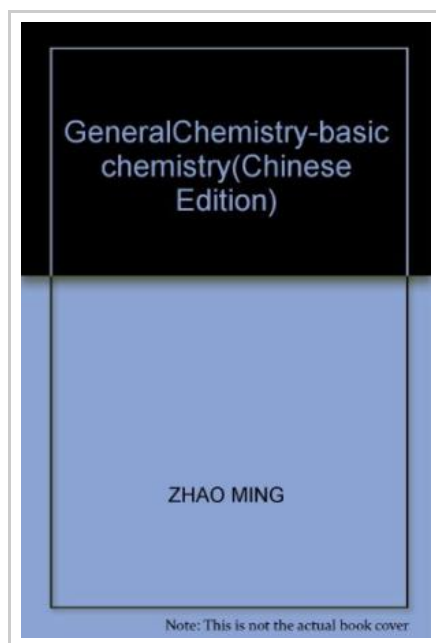 GeneralChemistry-basic
chemistry(Chinese
Edition)
ZHAO MING
Note: This is not the actual book cover